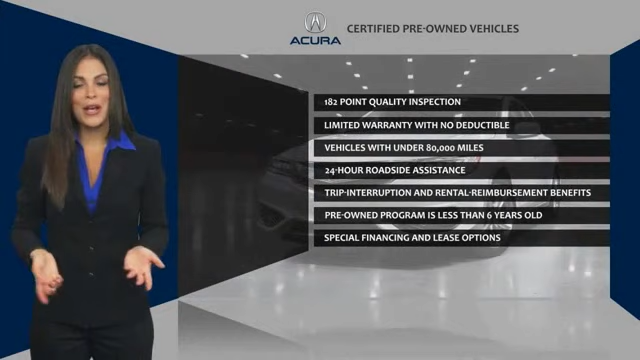 ACURA
CERTIFIED PRE-OWNED VEHICLES
182 POINT QUALITY INSPECTION
LIMITED WARRANTY WITH NO DEDUCTIBLE
VEHICLES WITH UNDER 80,000 MILES
24-HOUR ROADSIDE ASSISTANCE
TRIP-INTERRUPTION AND RENTAL-REIMBURSEMENT BENEFITS
PRE-OWNED PROGRAM IS LESS THAN 6 YEARS OLD
SPECIAL FINANCING AND LEASE OPTIONS